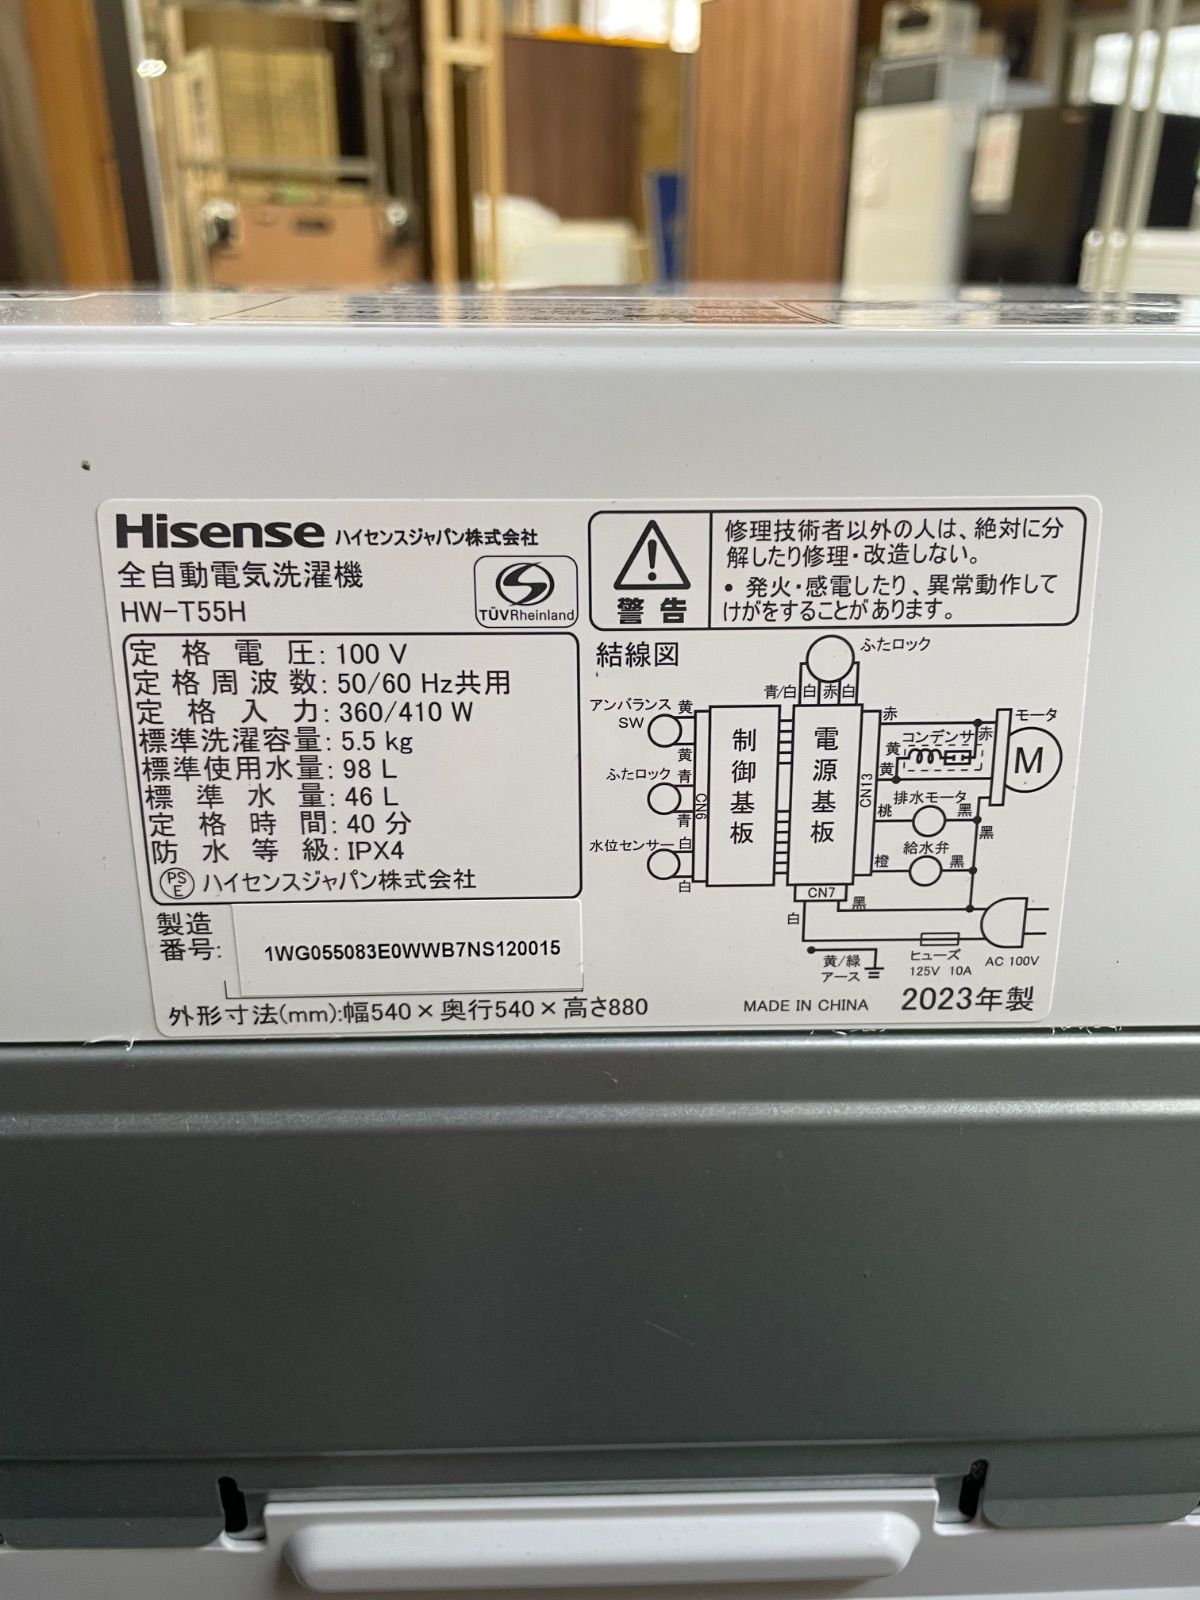 Hisense ハイセンスジャパン株式会社
全自動電気洗濯機
HW-T55H
TÜVRheinland
定格電圧: 100 V
定格周波数: 50/60 Hz共用
定格入力: 360/410 W
標準洗濯容量: 5.5 kg
標準使用水量: 98 L
標準水量: 46 L
定格時間: 40 分
防水等級: IPX4
PSE ハイセンスジャパン株式会社
製造
番号: 1WG055083E0WWB7NS120015
外形寸法(mm):幅540×奥行540×高さ880
警告
修理技術者以外の人は、絶対に分
解したり修理・改造しない。
・発火・感電したり、異常動作して
けがをすることがあります。
結線図
ふたロック
青/白 白 赤 白
アンバランス
SW
黄
黄
ふたロック
青
青
水位センサー
白
白
CN6
制御基板
電源基板
CN13
CN7
赤
モータ
コンデンサ
赤
黄
黄
M
排水モータ
桃
黒
黒
給水弁
橙
黒
白
黒
黄/緑
アース
ヒューズ
125V 10A
AC 100V
MADE IN CHINA 2023年製